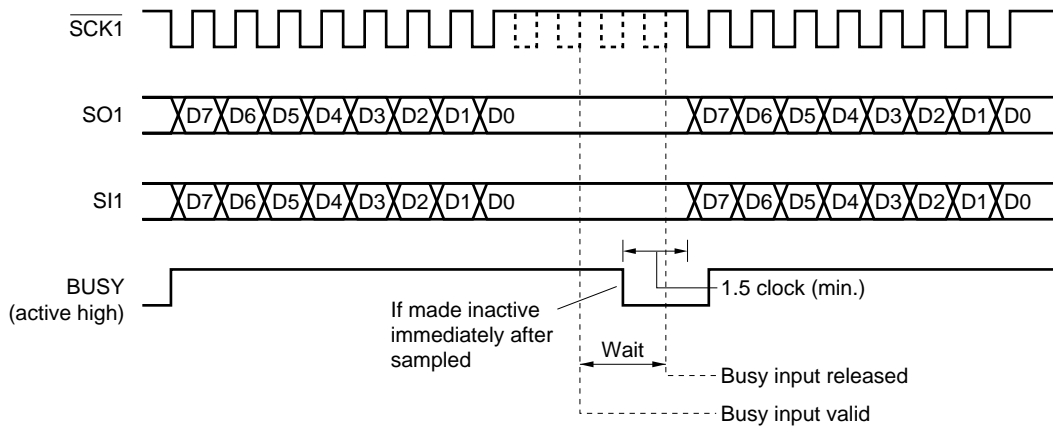 SCK1
SO1
D7 D6 D5 D4 D3 D2 D1 D0 D7 D6 D5 D4 D3 D2 D1 D0
SI1
D7 D6 D5 D4 D3 D2 D1 D0 D7 D6 D5 D4 D3 D2 D1 D0
BUSY
(active high)
1.5 clock (min.)
If made inactive
immediately after
sampled
Wait
Busy input released
Busy input valid